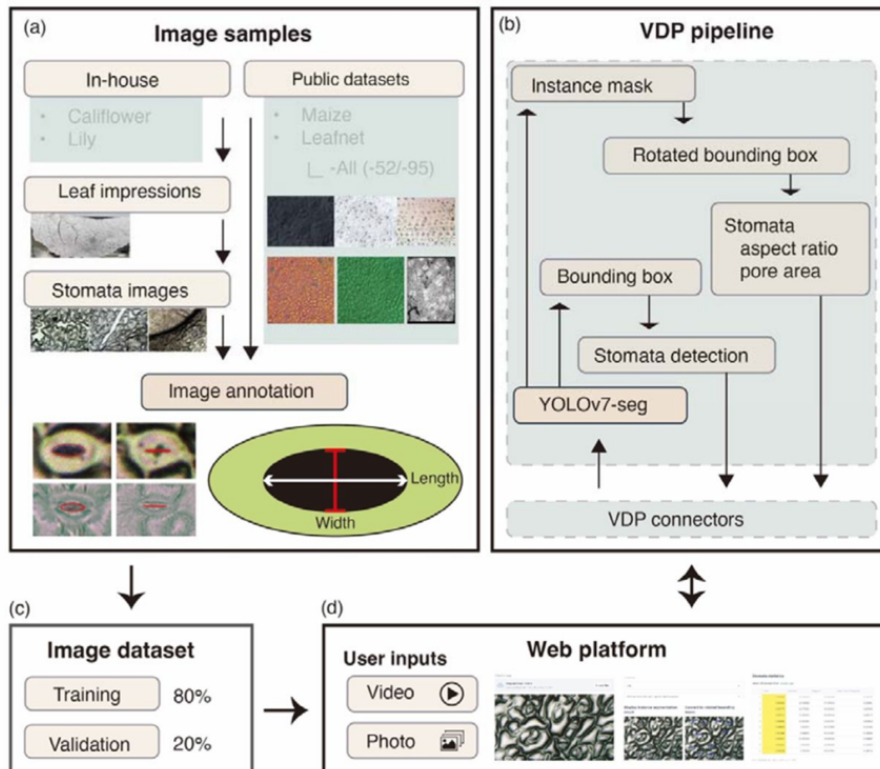 (a)
Image samples
In-house
Public datasets
• Califlower
• Lily
• Maize
• Leafnet
-All (-52/-95)
Leaf impressions
Stomata images
Image annotation
Length
Width
(b)
VDP pipeline
Instance mask
Rotated bounding box
Stomata
aspect ratio
pore area
Bounding box
Stomata detection
YOLOv7-seg
VDP connectors
(c)
Image dataset
Training 80%
Validation 20%
(d)
Web platform
User inputs
Video
Photo